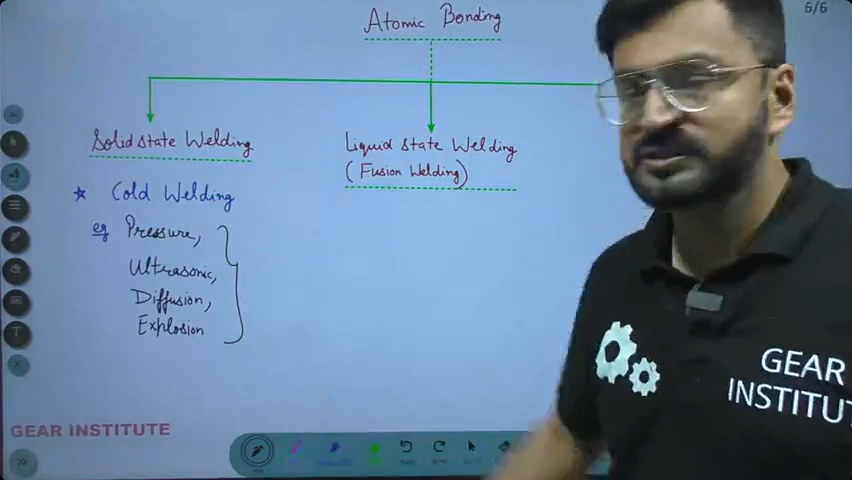 Atomic Bonding
6/6
Solid state Welding
Liquid state Welding
(Fusion Welding)
★ Cold Welding
eg Pressure,
Ultrasonic,
Diffusion,
Explosion
GEAR
INSTITUT
GEAR INSTITUTE